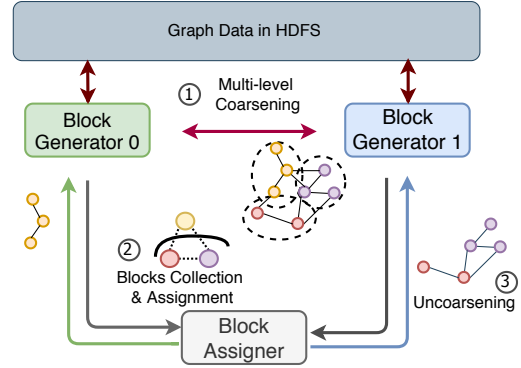 Graph Data in HDFS
① Multi-level
Coarsening
Block
Generator 0
Block
Generator 1
②
Blocks Collection
& Assignment
③
Uncoarsening
Block
Assigner